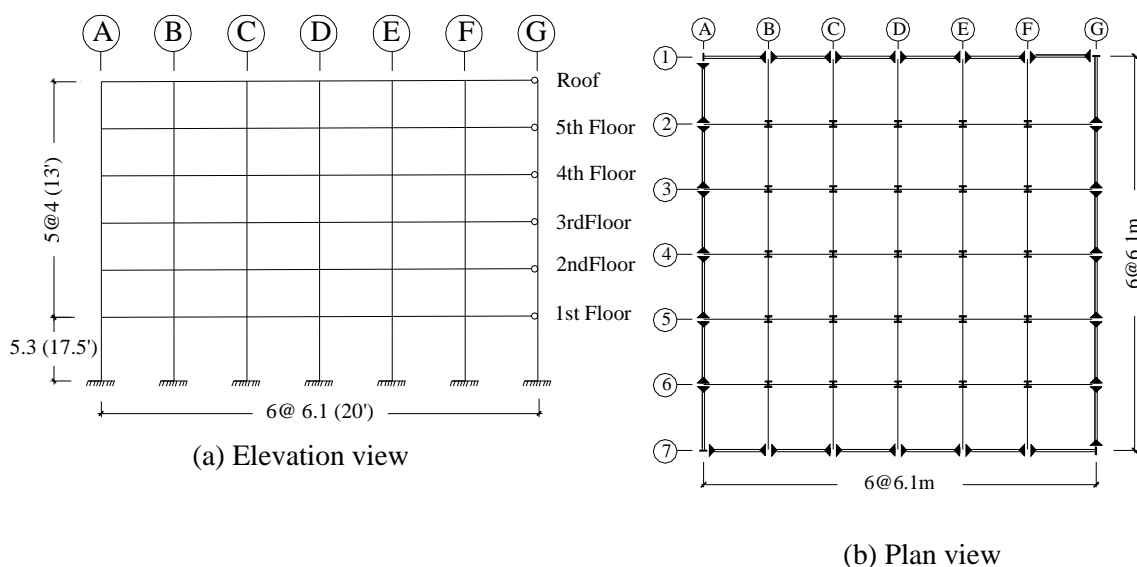 A B C D E F G
Roof
5th Floor
4th Floor
3rdFloor
2ndFloor
1st Floor
5@4 (13')
5.3 (17.5')
6@ 6.1 (20')
(a) Elevation view
A B C D E F G
1
2
3
4
5
6
7
6@6.1m
6@6.1m
(b) Plan view